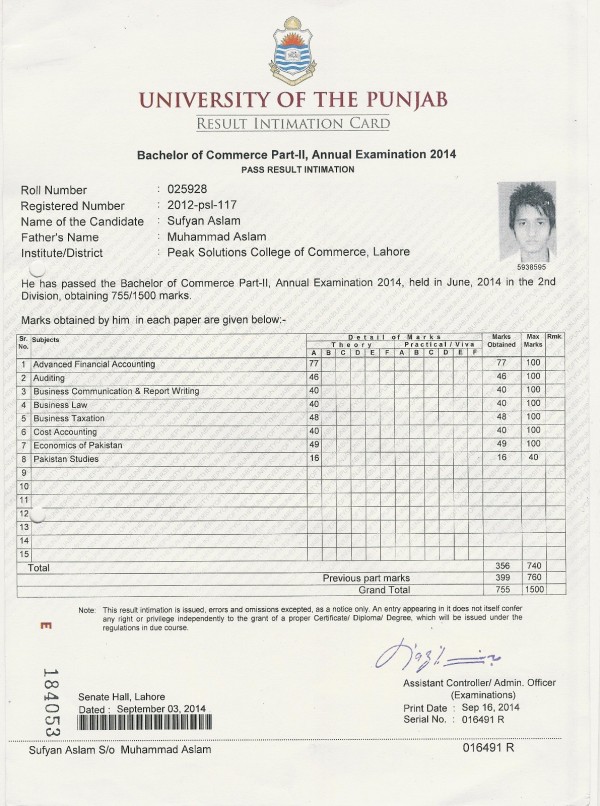 UNIVERSITY OF THE PUNJAB
RESULT INTIMATION CARD
Bachelor of Commerce Part-II, Annual Examination 2014
PASS RESULT INTIMATION
Roll Number : 025928
Registered Number : 2012-psl-117
Name of the Candidate : Sufyan Aslam
Father's Name : Muhammad Aslam
Institute/District : Peak Solutions College of Commerce, Lahore
5938595
He has passed the Bachelor of Commerce Part-II, Annual Examination 2014, held in June, 2014 in the 2nd
Division, obtaining 755/1500 marks.
Marks obtained by him in each paper are given below:-
Sr. No. Subjects Detail of Marks Marks Obtained Max Marks Rmk
Theory Practical/Viva
A B C D E F A B C D E F
1 Advanced Financial Accounting 77 77 100
2 Auditing 46 46 100
3 Business Communication & Report Writing 40 40 100
4 Business Law 40 40 100
5 Business Taxation 48 48 100
6 Cost Accounting 40 40 100
7 Economics of Pakistan 49 49 100
8 Pakistan Studies 16 16 40
9
10
11
12
13
14
15
Total 356 740
Previous part marks 399 760
Grand Total 755 1500
Note: This result intimation is issued, errors and omissions excepted, as a notice only. An entry appearing in it does not itself confer
any right or privilege independently to the grant of a proper Certificate/ Diploma/ Degree, which will be issued under the
regulations in due course.
E
184053
Assistant Controller/ Admin. Officer
(Examinations)
Senate Hall, Lahore
Dated : September 03, 2014
Print Date : Sep 16, 2014
Serial No. : 016491 R
Sufyan Aslam S/o Muhammad Aslam 016491 R